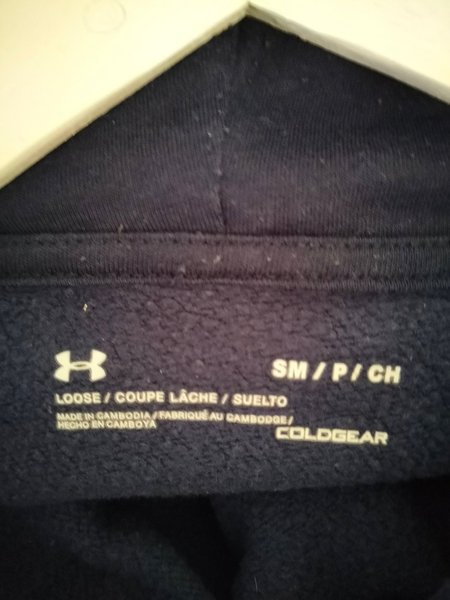 SM / P / CH
LOOSE / COUPE LÂCHE / SUELTO
MADE IN CAMBODIA / FABRIQUÉ AU CAMBODGE /
HECHO EN CAMBOYA
COLDGEAR